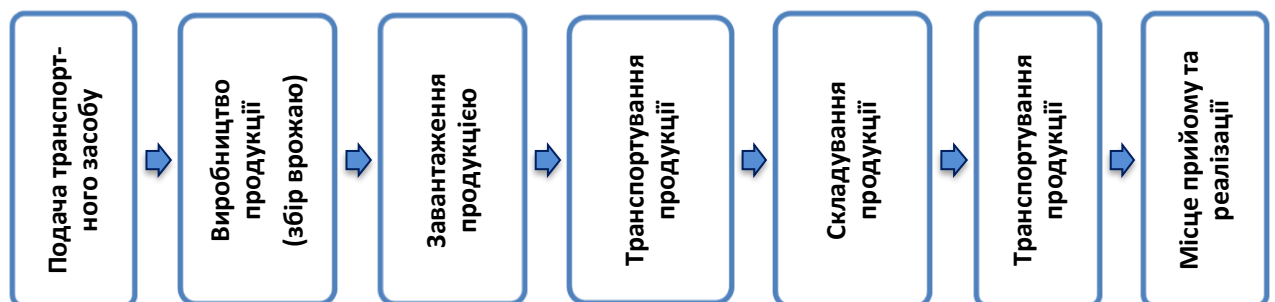 Подача транспорт-
ного засобу
Виробництво
продукції
(збір врожаю)
Завантаження
продукцією
Транспортування
продукції
Складування
продукції
Транспортування
продукції
Місце прийому та
реалізації